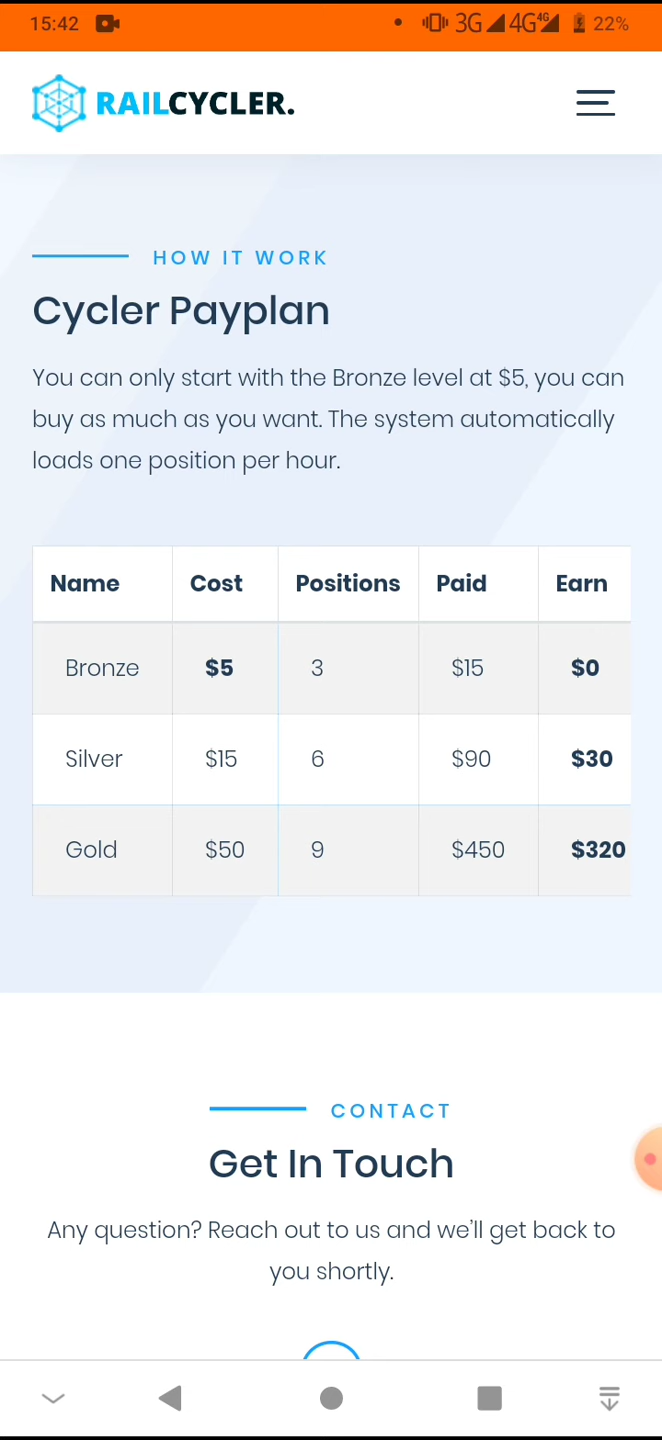 15:42 3G 4G 4G 22%
RAILCYCLER.
HOW IT WORK
Cycler Payplan
You can only start with the Bronze level at $5, you can
buy as much as you want. The system automatically
loads one position per hour.
Name Cost Positions Paid Earn
Bronze $5 3 $15 $0
Silver $15 6 $90 $30
Gold $50 9 $450 $320
CONTACT
Get In Touch
Any question? Reach out to us and we'll get back to
you shortly.